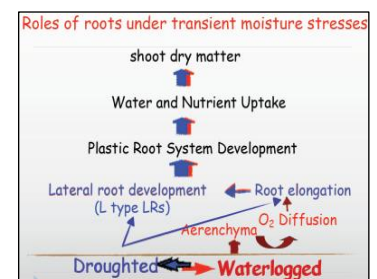 Roles of roots under transient moisture stresses
shoot dry matter
Water and Nutrient Uptake
Plastic Root System Development
Lateral root development Root elongation
(L type LRs)
Aerenchyma O₂ Diffusion
Droughted Waterlogged